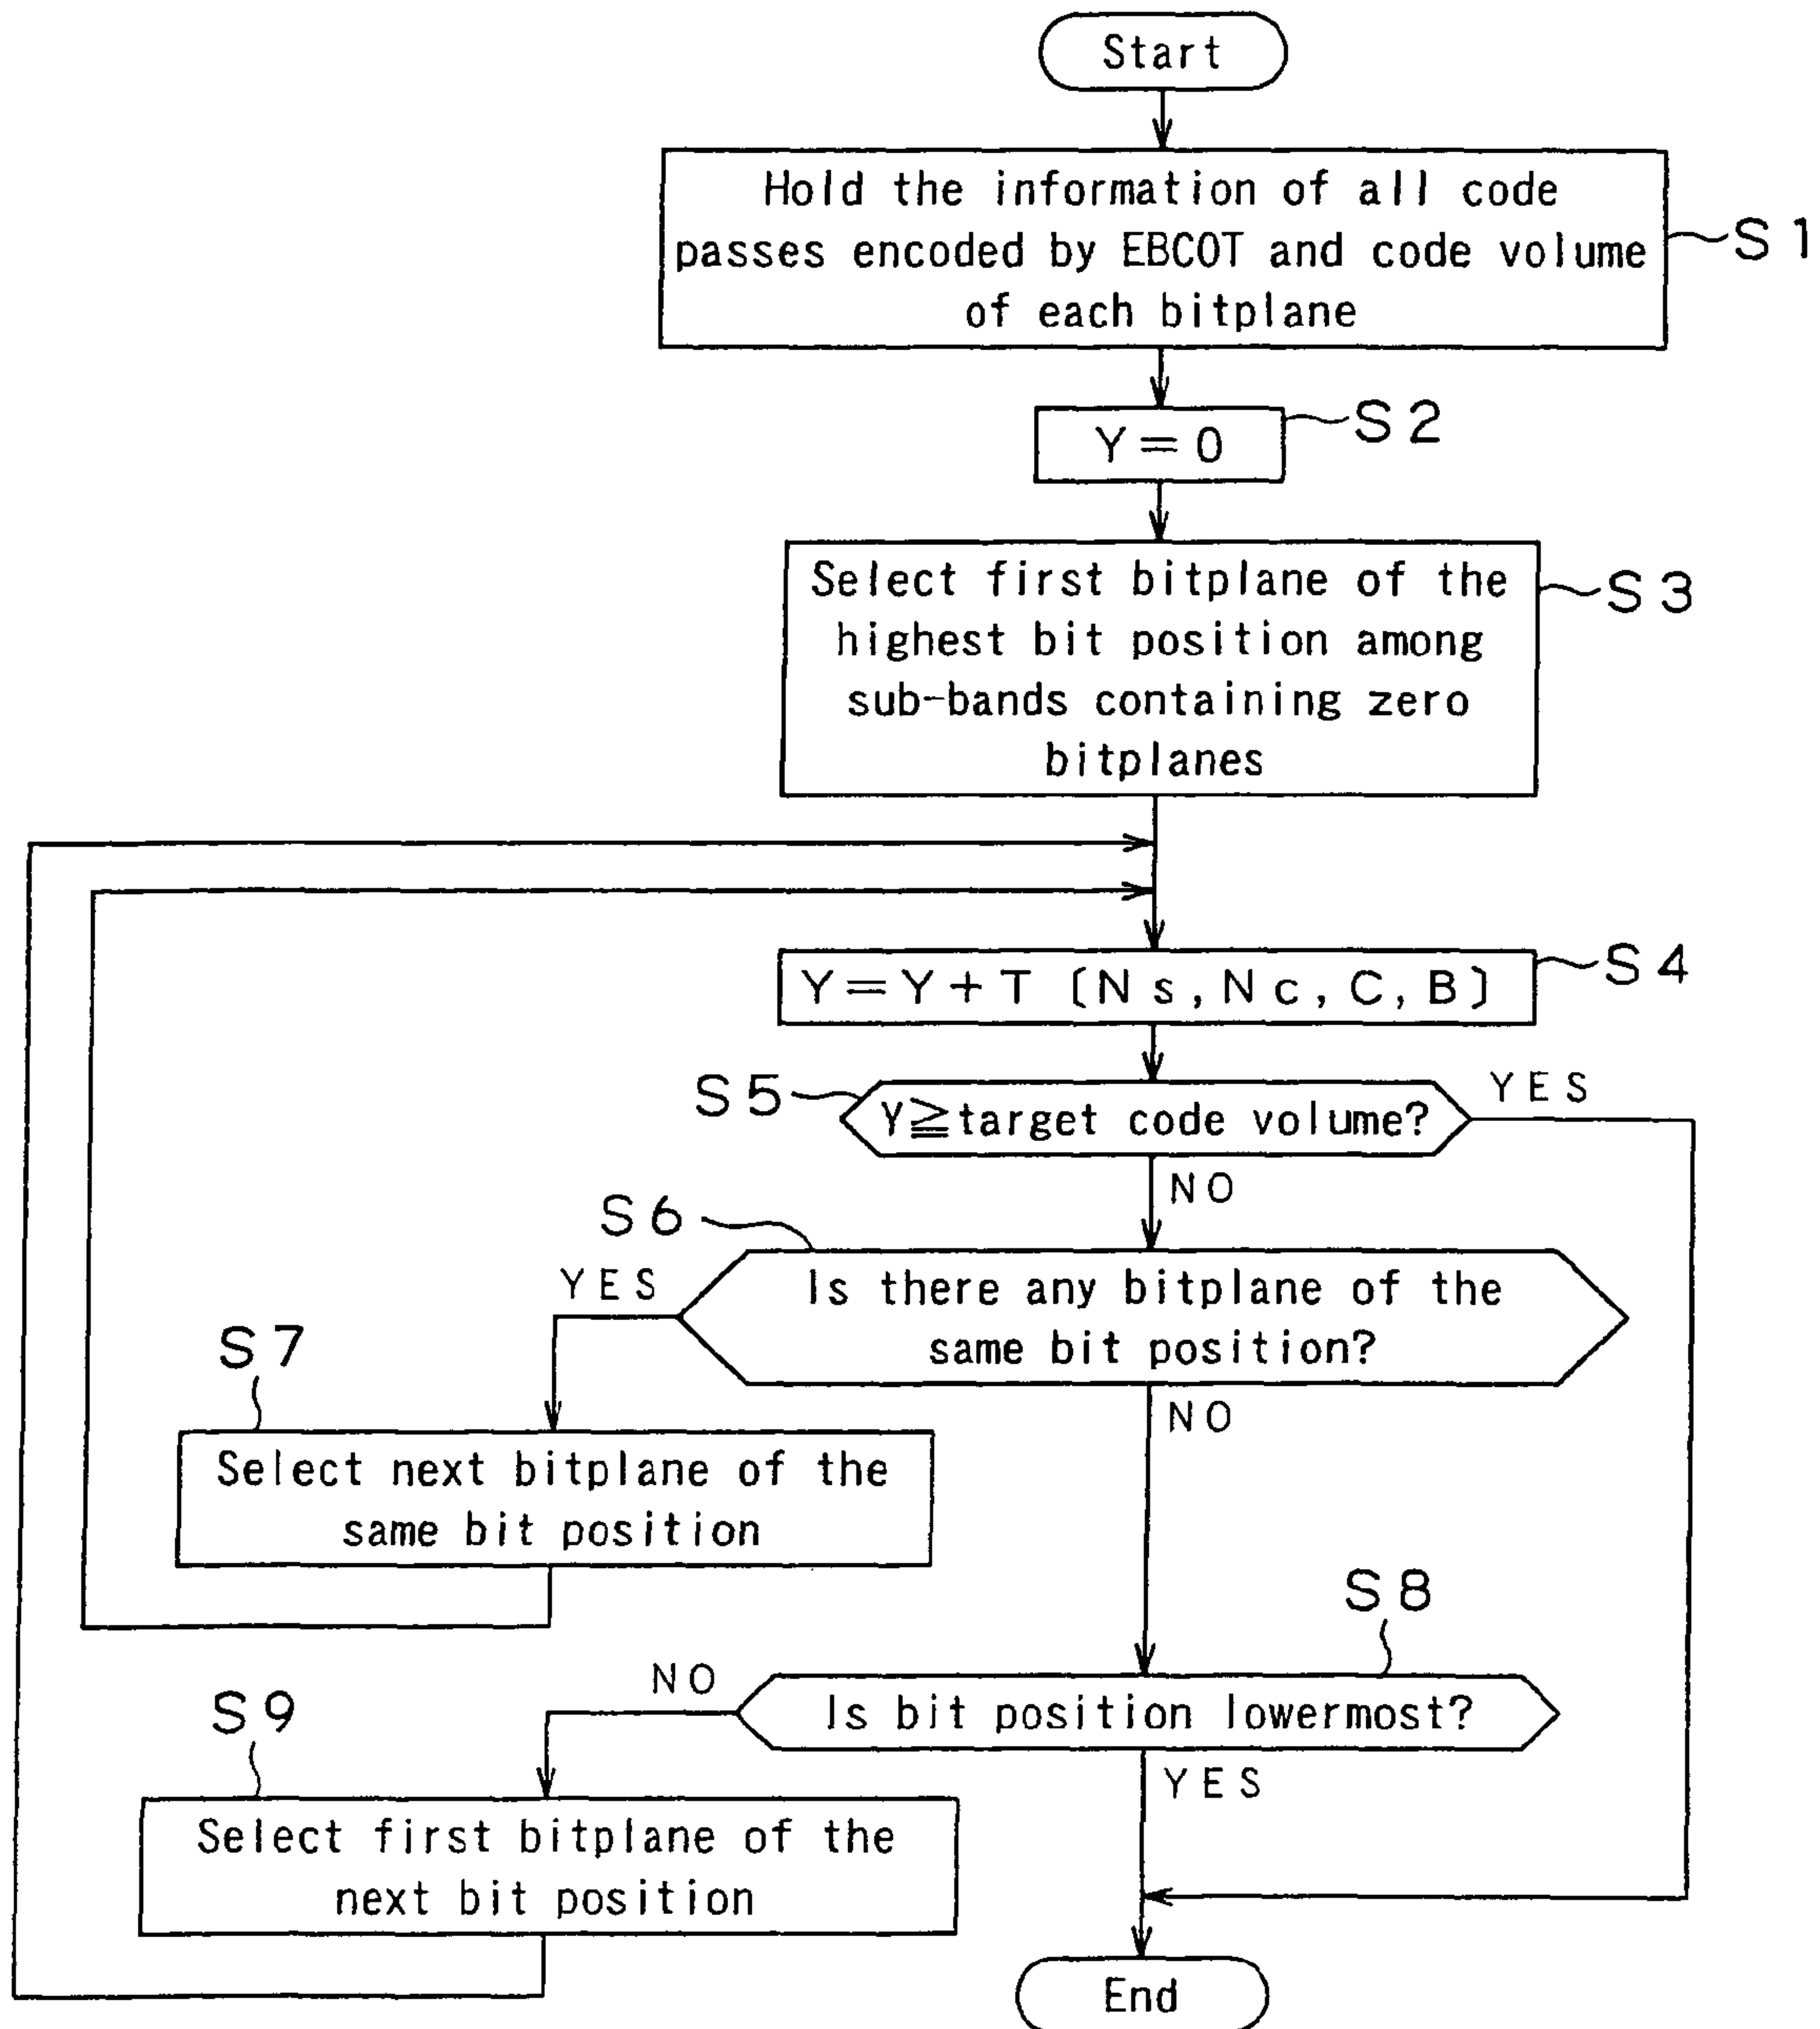 Start
Hold the information of all code
passes encoded by EBCOT and code volume
of each bitplane
S1
Y=0
S2
Select first bitplane of the
highest bit position among
sub-bands containing zero
bitplanes
S3
Y=Y+T [Ns, Nc, C, B]
S4
S5
Y≧target code volume?
YES
NO
S6
Is there any bitplane of the
same bit position?
YES
NO
S7
Select next bitplane of the
same bit position
S8
Is bit position lowermost?
NO
YES
S9
Select first bitplane of the
next bit position
End